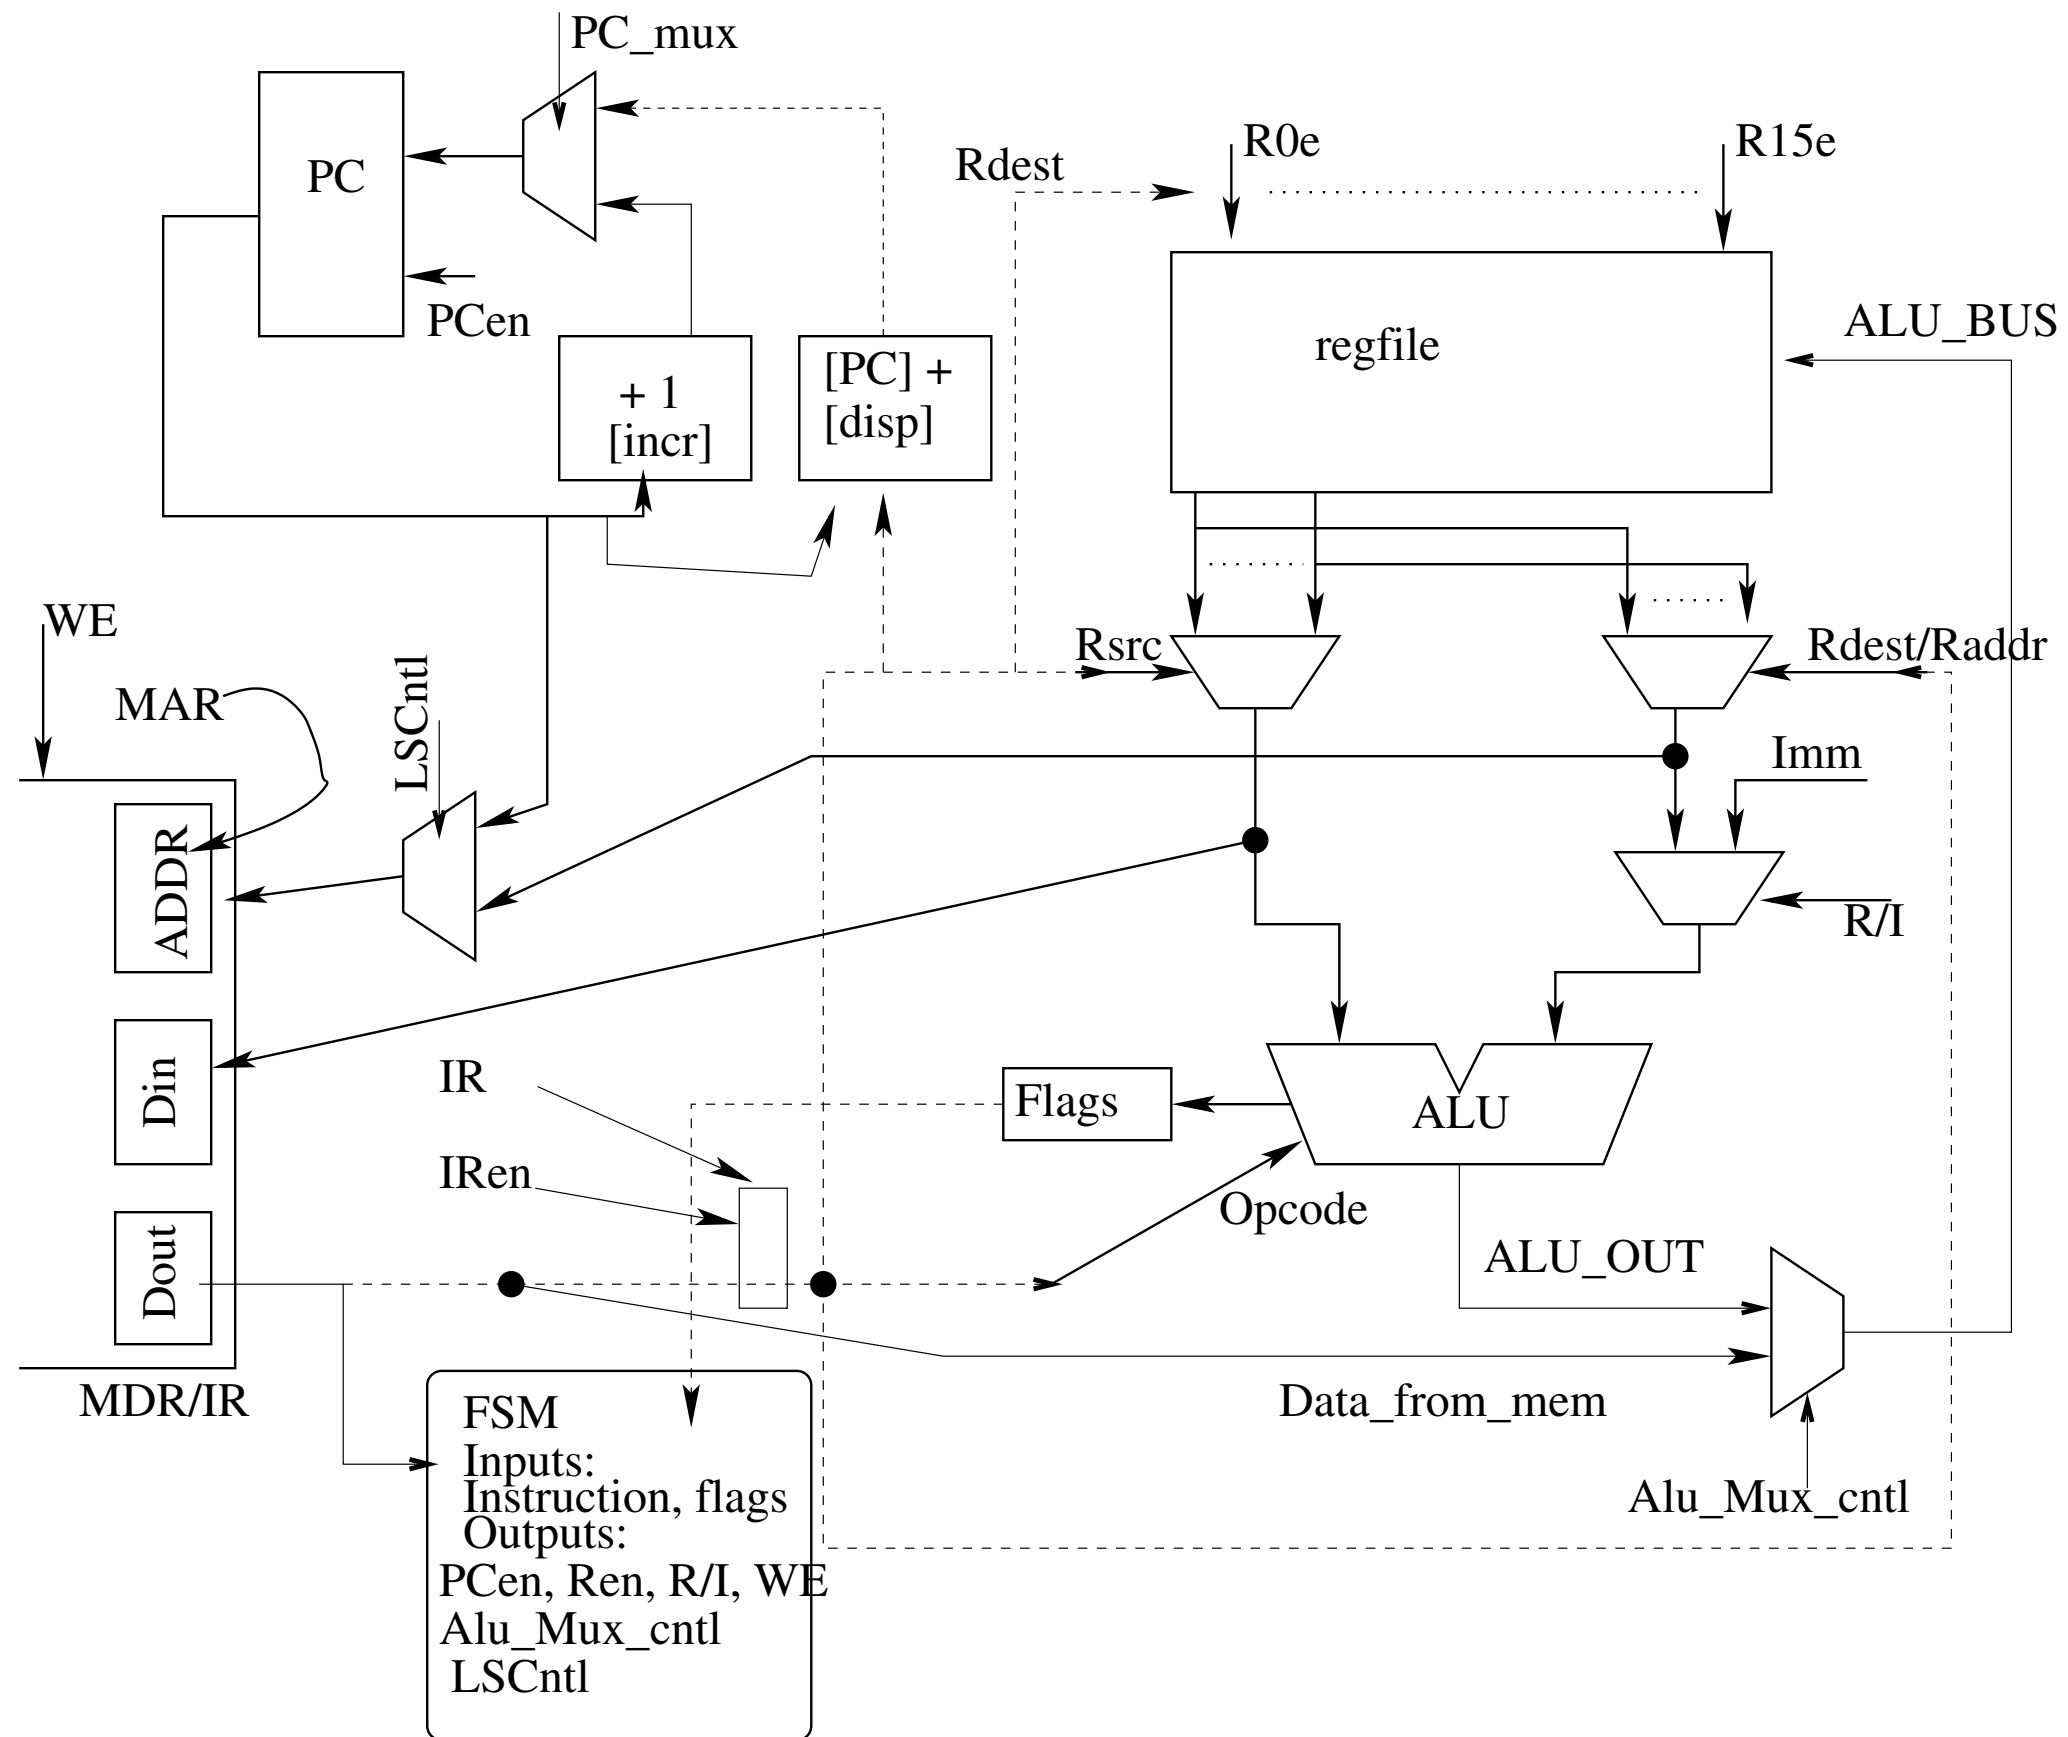 PC_mux
PC
PCen
+ 1
[incr]
[PC] +
[disp]
Rdest
R0e
R15e
regfile
ALU_BUS
WE
MAR
LSCntl
Rsrc
Rdest/Raddr
Imm
R/I
ADDR
Din
Dout
MDR/IR
IR
IRen
Flags
ALU
Opcode
ALU_OUT
Data_from_mem
Alu_Mux_cntl
FSM
Inputs:
Instruction, flags
Outputs:
PCen, Ren, R/I, WE
Alu_Mux_cntl
LSCntl